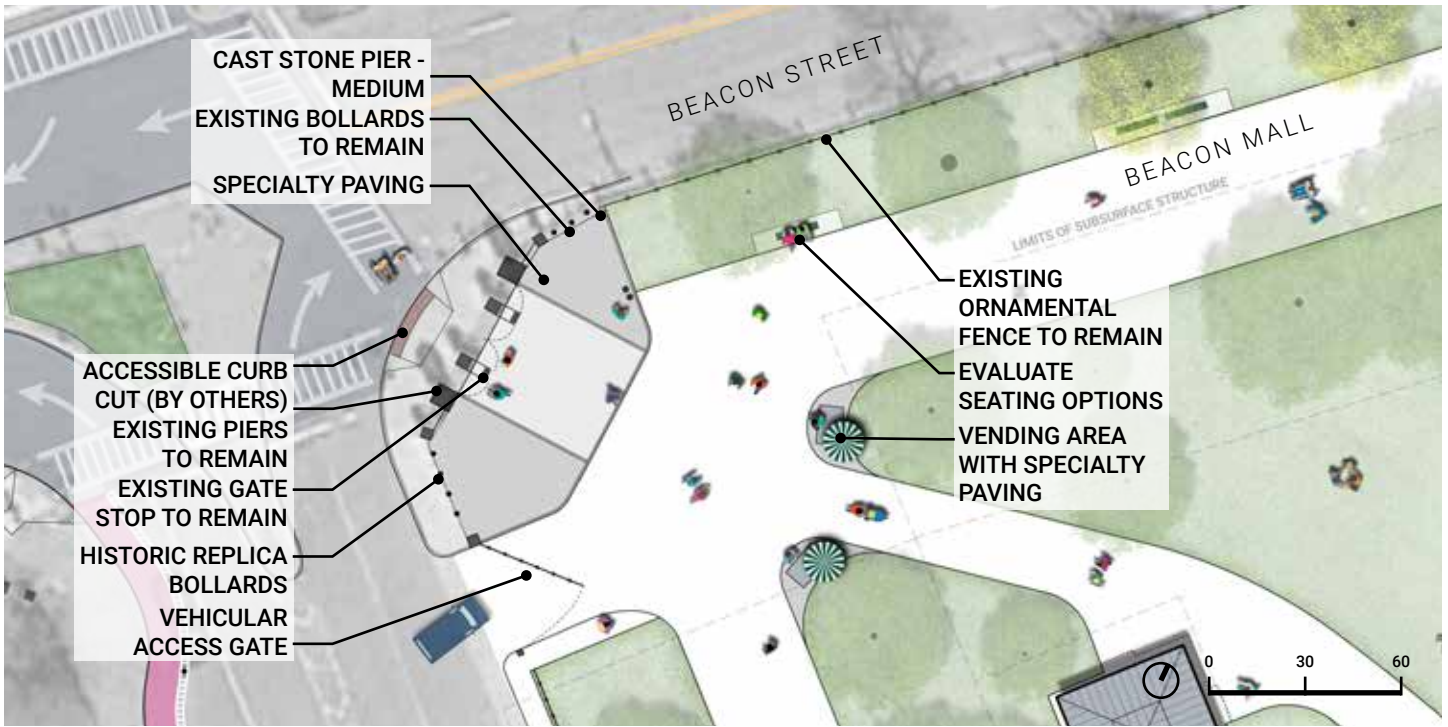 CAST STONE PIER -
MEDIUM
EXISTING BOLLARDS
TO REMAIN
SPECIALTY PAVING
BEACON STREET
BEACON MALL
LIMITS OF SUBSURFACE STRUCTURE
EXISTING
ORNAMENTAL
FENCE TO REMAIN
EVALUATE
SEATING OPTIONS
VENDING AREA
WITH SPECIALTY
PAVING
ACCESSIBLE CURB
CUT (BY OTHERS)
EXISTING PIERS
TO REMAIN
EXISTING GATE
STOP TO REMAIN
HISTORIC REPLICA
BOLLARDS
VEHICULAR
ACCESS GATE
0 30 60